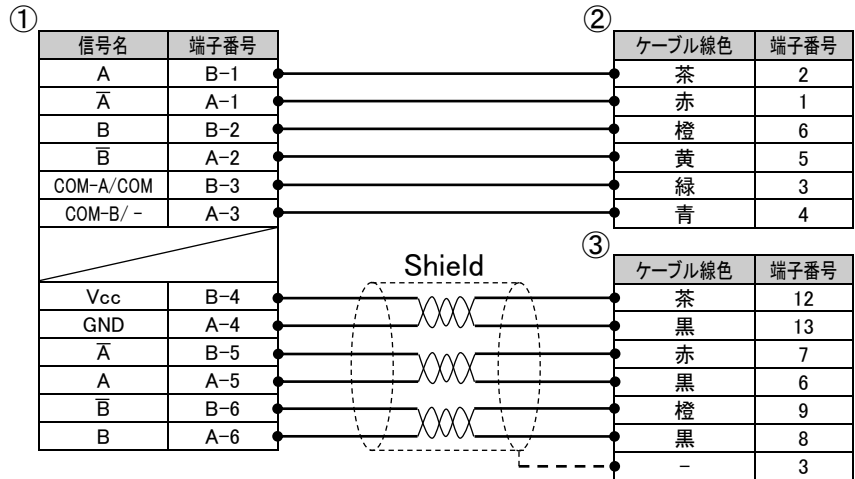 ① ②
信号名 端子番号 ケーブル線色 端子番号
A B-1 茶 2
A̅ A-1 赤 1
B B-2 橙 6
B̅ A-2 黄 5
COM-A/COM B-3 緑 3
COM-B/- A-3 青 4
③
Shield ケーブル線色 端子番号
Vcc B-4 茶 12
GND A-4 黒 13
A̅ B-5 赤 7
A A-5 黒 6
B̅ B-6 橙 9
B A-6 黒 8
- 3